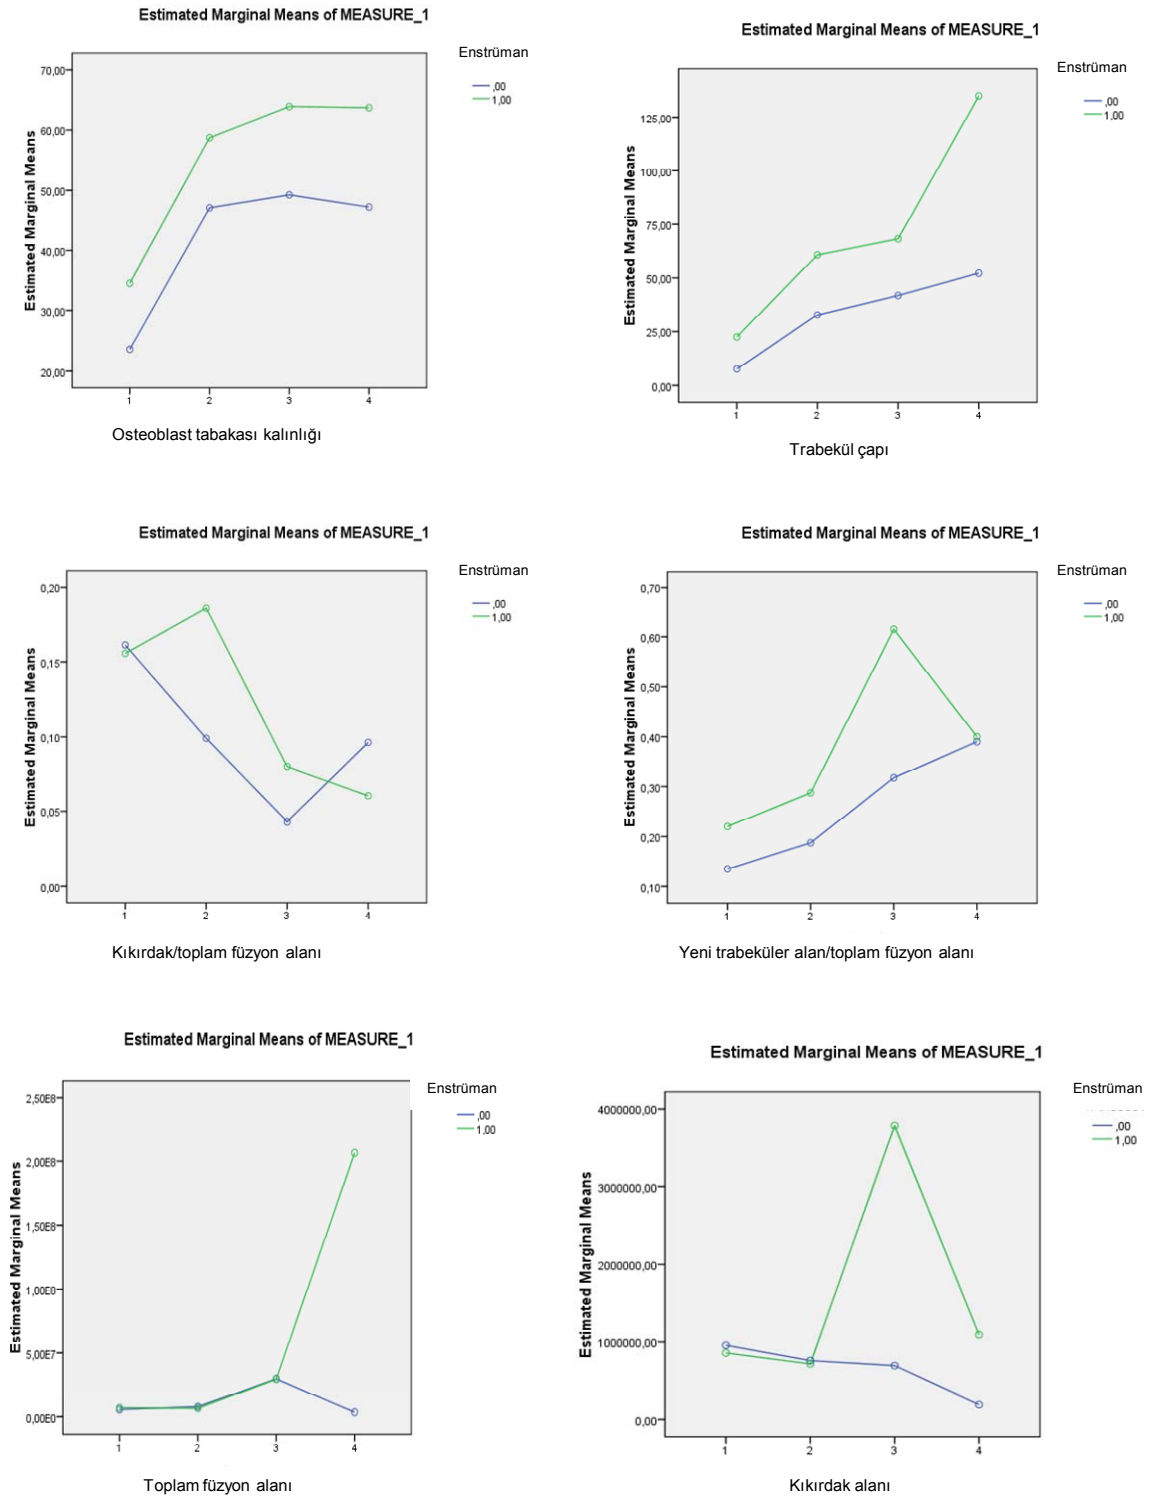 Estimated Marginal Means of MEASURE_1
Enstrüman
,00
1,00
Estimated Marginal Means
70,00
60,00
50,00
40,00
30,00
20,00
1 2 3 4
Osteoblast tabakası kalınlığı
Estimated Marginal Means of MEASURE_1
Enstrüman
,00
1,00
Estimated Marginal Means
125,00
100,00
75,00
50,00
25,00
0,00
1 2 3 4
Trabekül çapı
Estimated Marginal Means of MEASURE_1
Enstrüman
,00
1,00
Estimated Marginal Means
0,20
0,15
0,10
0,05
0,00
1 2 3 4
Kıkırdak/toplam füzyon alanı
Estimated Marginal Means of MEASURE_1
Enstrüman
,00
1,00
Estimated Marginal Means
0,70
0,60
0,50
0,40
0,30
0,20
0,10
1 2 3 4
Yeni trabeküler alan/toplam füzyon alanı
Estimated Marginal Means of MEASURE_1
Enstrüman
,00
1,00
Estimated Marginal Means
2,50E8
2,00E8
1,50E8
1,00E8
5,00E7
0,00E0
1 2 3 4
Toplam füzyon alanı
Estimated Marginal Means of MEASURE_1
Enstrüman
,00
1,00
Estimated Marginal Means
4000000,00
3000000,00
2000000,00
1000000,00
0,00
1 2 3 4
Kıkırdak alanı